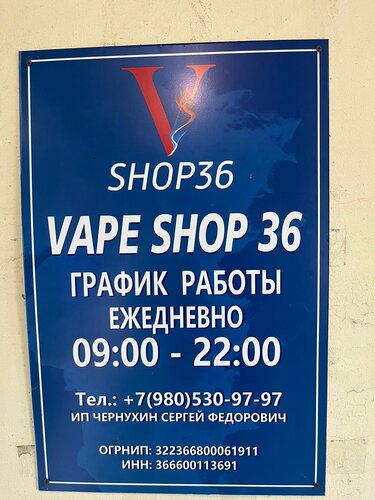 V
SHOP36
VAPE SHOP 36
ГРАФИК РАБОТЫ
ЕЖЕДНЕВНО
09:00 - 22:00
Тел.: +7(980)530-97-97
ИП ЧЕРНУХИН СЕРГЕЙ ФЕДОРОВИЧ
ОГРНИП: 322366800061911
ИНН: 366600113691